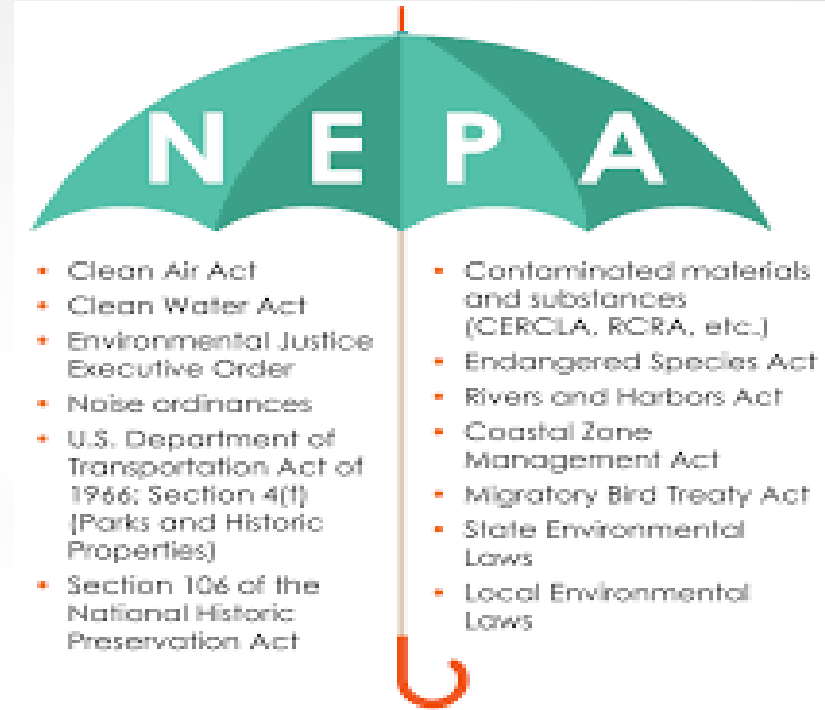 NEPA
• Clean Air Act
• Clean Water Act
• Environmental Justice
Executive Order
• Noise ordinances
• U.S. Department of
Transportation Act of
1966: Section 4(f)
(Parks and Historic
Properties)
• Section 106 of the
National Historic
Preservation Act
• Contaminated materials
and substances
(CERCLA, RCRA, etc.)
• Endangered Species Act
• Rivers and Harbors Act
• Coastal Zone
Management Act
• Migratory Bird Treaty Act
• State Environmental
Laws
• Local Environmental
Laws